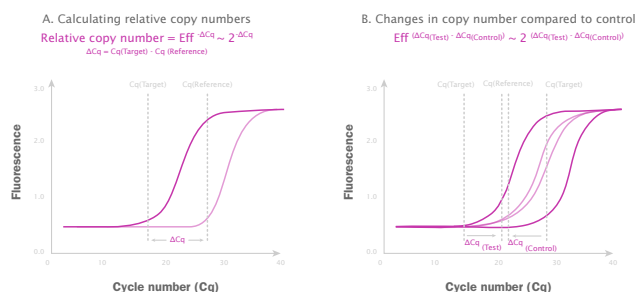 A. Calculating relative copy numbers
Relative copy number = Eff -ΔCq ~ 2 -ΔCq
ΔCq = Cq(Target) - Cq (Reference)
Cq(Target)
Cq(Reference)
3.0
2.0
1.0
0.0
Fluorescence
ΔCq
0
10
20
30
40
Cycle number (Cq)
B. Changes in copy number compared to control
Eff (ΔCq(Test) - ΔCq(Control)) ~ 2 (ΔCq(Test) - ΔCq(Control))
Cq(Target)
Cq(Reference)
Cq(Target)
3.0
2.0
1.0
0.0
Fluorescence
ΔCq (Test)
ΔCq (Control)
0
10
20
30
40
Cycle number (Cq)